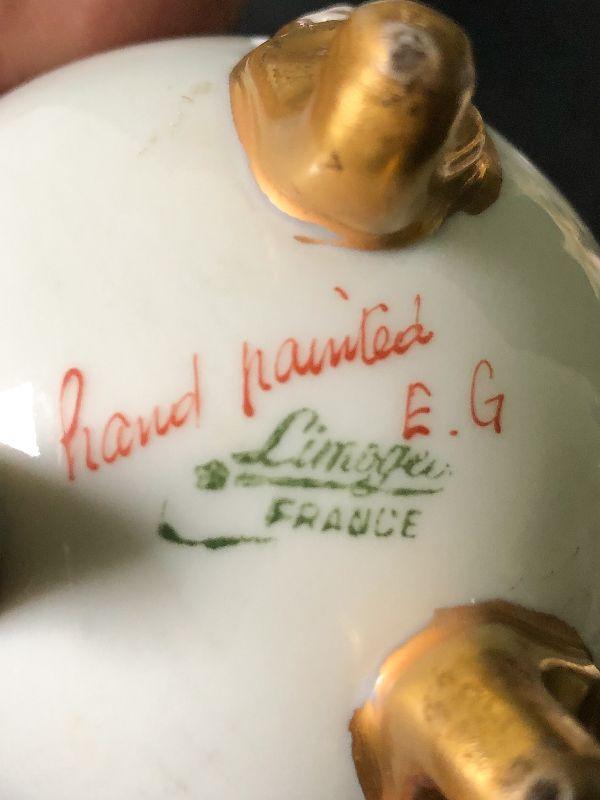 hand painted
E.G
Limoges
FRANCE